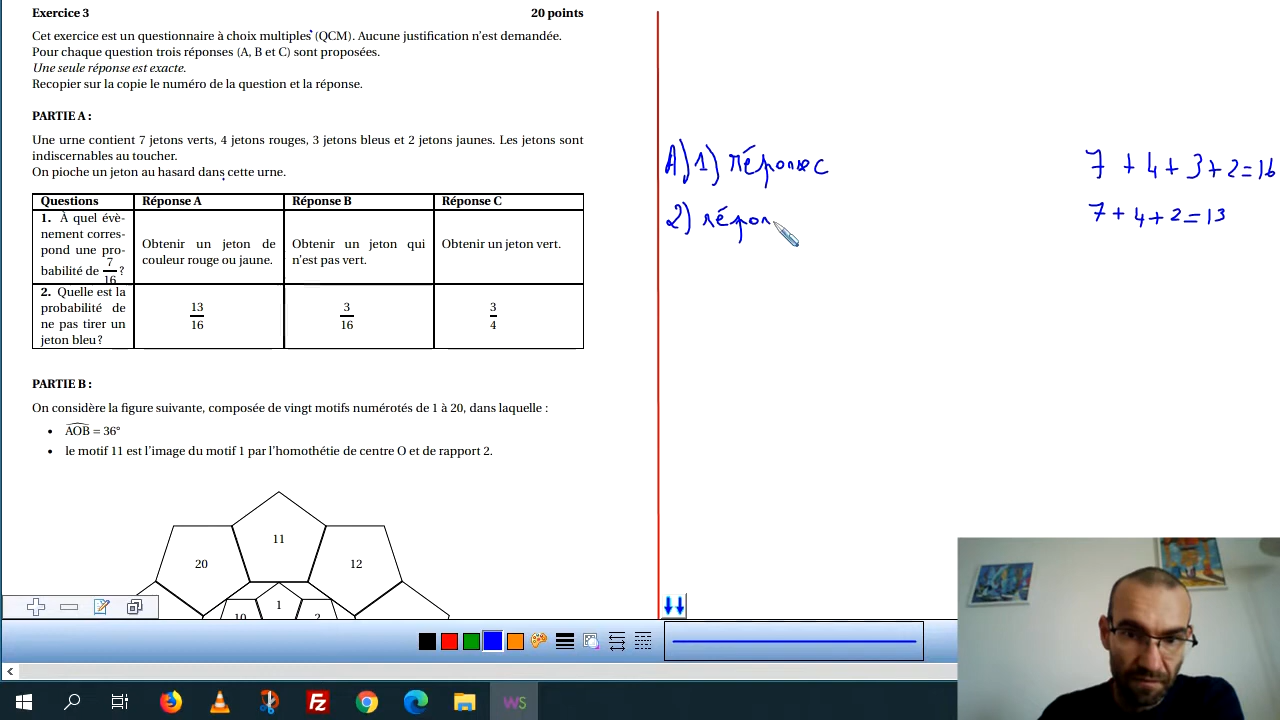 Exercice 3 20 points
Cet exercice est un questionnaire à choix multiples (QCM). Aucune justification n'est demandée.
Pour chaque question trois réponses (A, B et C) sont proposées.
Une seule réponse est exacte.
Recopier sur la copie le numéro de la question et la réponse.
PARTIE A :
Une urne contient 7 jetons verts, 4 jetons rouges, 3 jetons bleus et 2 jetons jaunes. Les jetons sont
indiscernables au toucher.
On pioche un jeton au hasard dans cette urne.
Questions Réponse A Réponse B Réponse C
1. À quel évè-
nement corres-
pond une pro-
babilité de 7/16 ?
Obtenir un jeton de
couleur rouge ou jaune.
Obtenir un jeton qui
n'est pas vert.
Obtenir un jeton vert.
2. Quelle est la
probabilité de
ne pas tirer un
jeton bleu ?
13/16
3/16
3/4
PARTIE B :
On considère la figure suivante, composée de vingt motifs numérotés de 1 à 20, dans laquelle :
• AOB = 36°
• le motif 11 est l'image du motif 1 par l'homothétie de centre O et de rapport 2.
11
20
12
1
10
2
A) 1) réponse C
2) répon
7 + 4 + 3 + 2 = 16
7 + 4 + 2 = 13
WS